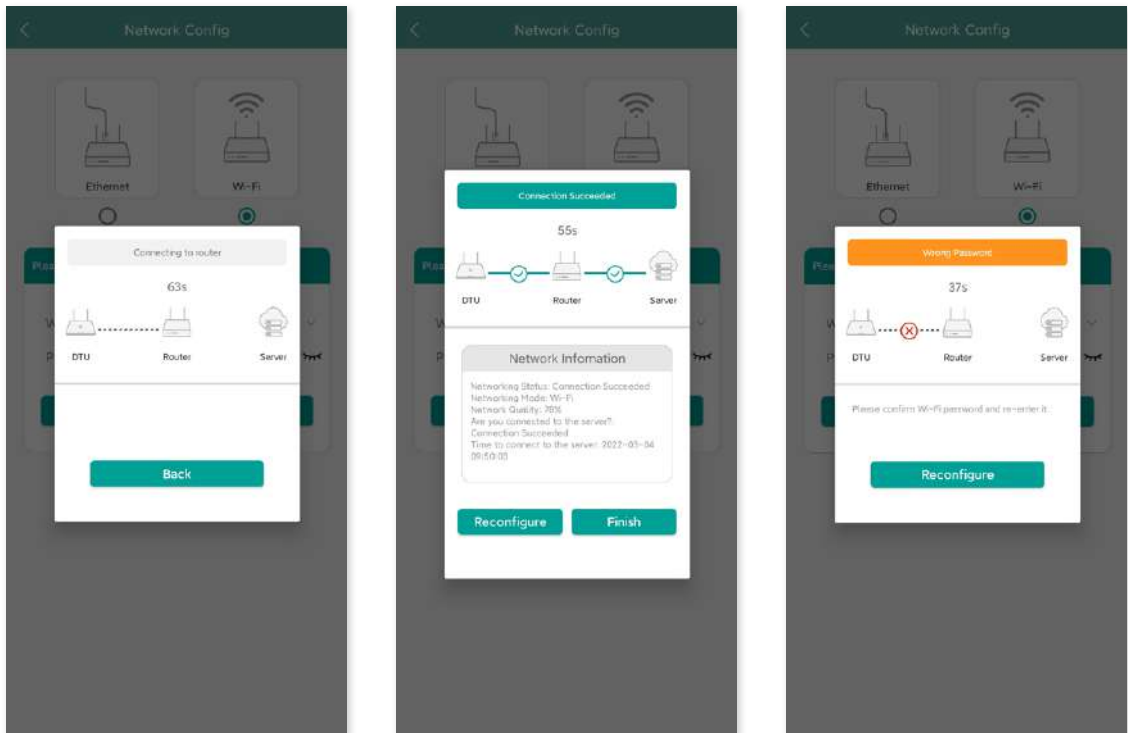 Network Config
Ethernet
Wi-Fi
Connecting to router
63s
DTU
Router
Server
Back
Network Config
Connection Succeeded
55s
DTU
Router
Server
Network Infomation
Networking Status: Connection Succeeded
Networking Mode: Wi-Fi
Network Quality: 78%
Are you connected to the server?:
Connection Succeeded
Time to connect to the server: 2022-03-04
09:50:03
Reconfigure
Finish
Network Config
Ethernet
Wi-Fi
Wrong Password
37s
DTU
Router
Server
Please confirm Wi-Fi password and re-enter it.
Reconfigure